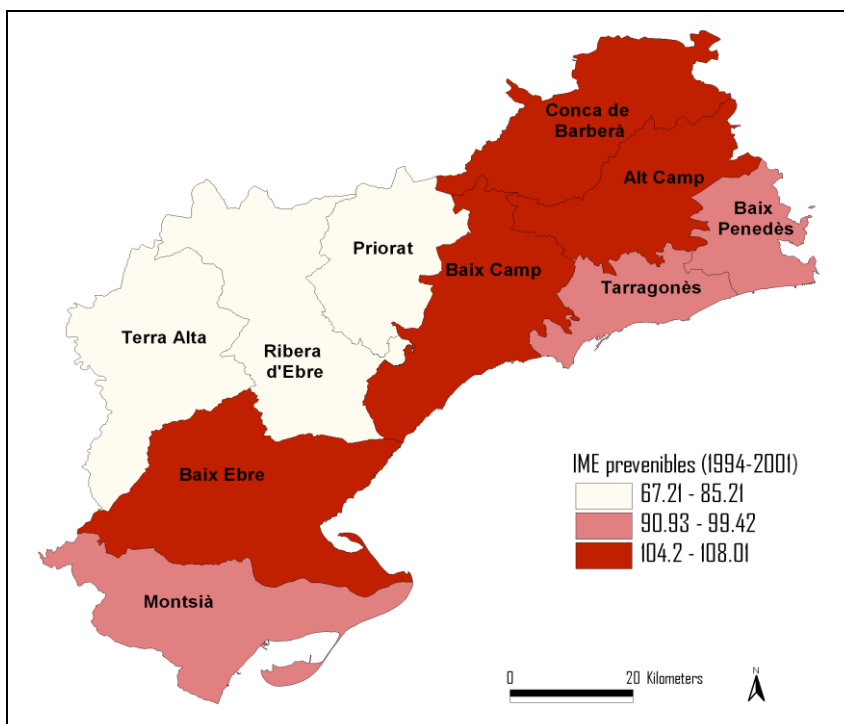 Conca de
Barberà
Alt Camp
Baix
Penedès
Priorat
Baix Camp
Tarragonès
Terra Alta
Ribera
d'Ebre
Baix Ebre
Montsià
IME prevenibles (1994-2001)
67.21 - 85.21
90.93 - 99.42
104.2 - 108.01
0 20 Kilometers
N